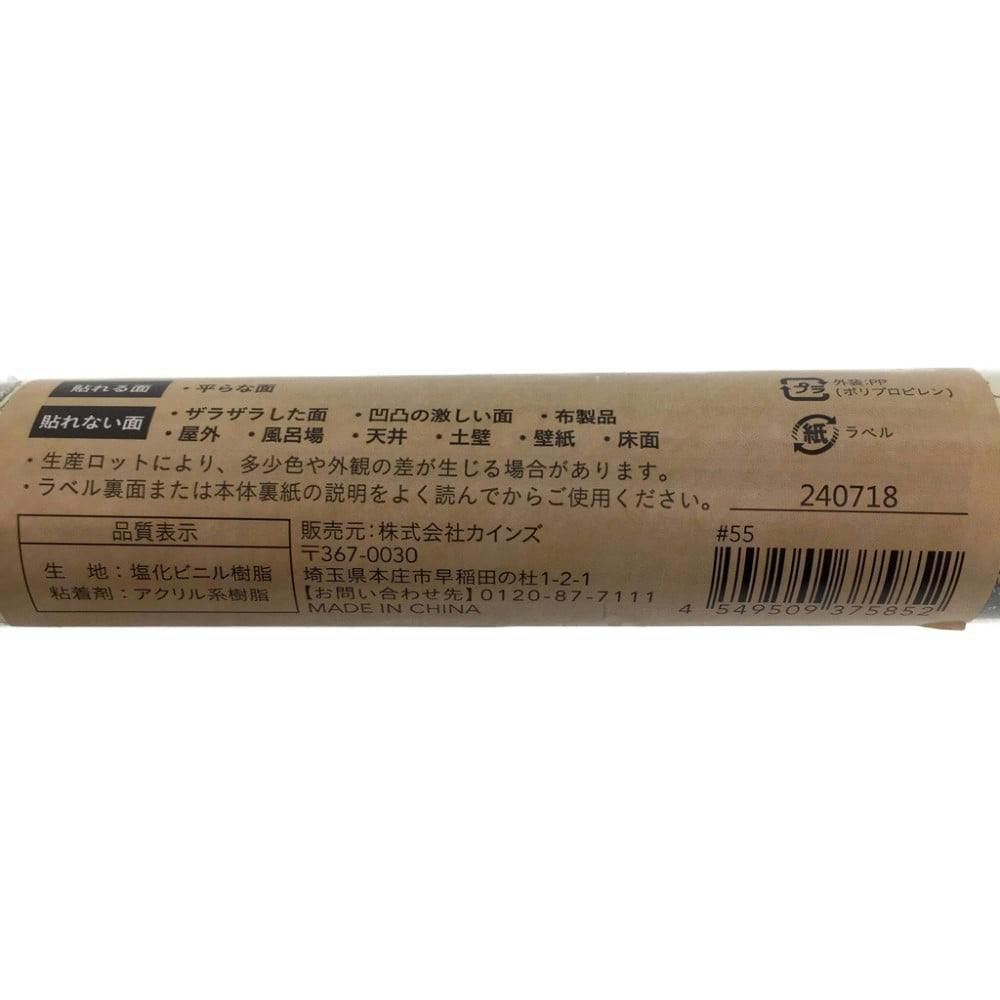 貼れる面 ・平らな面
貼れない面 ・ザラザラした面 ・凹凸の激しい面 ・布製品
・屋外 ・風呂場 ・天井 ・土壁 ・壁紙 ・床面
・生産ロットにより、多少色や外観の差が生じる場合があります。
・ラベル裏面または本体裏紙の説明をよく読んでからご使用ください。
品質表示
生 地:塩化ビニル樹脂
粘着剤:アクリル系樹脂
販売元:株式会社カインズ
〒367-0030
埼玉県本庄市早稲田の杜1-2-1
【お問い合わせ先】0120-87-7111
MADE IN CHINA
プラ
外装:PP
(ポリプロピレン)
紙 ラベル
240718
#55
4 549509 375852